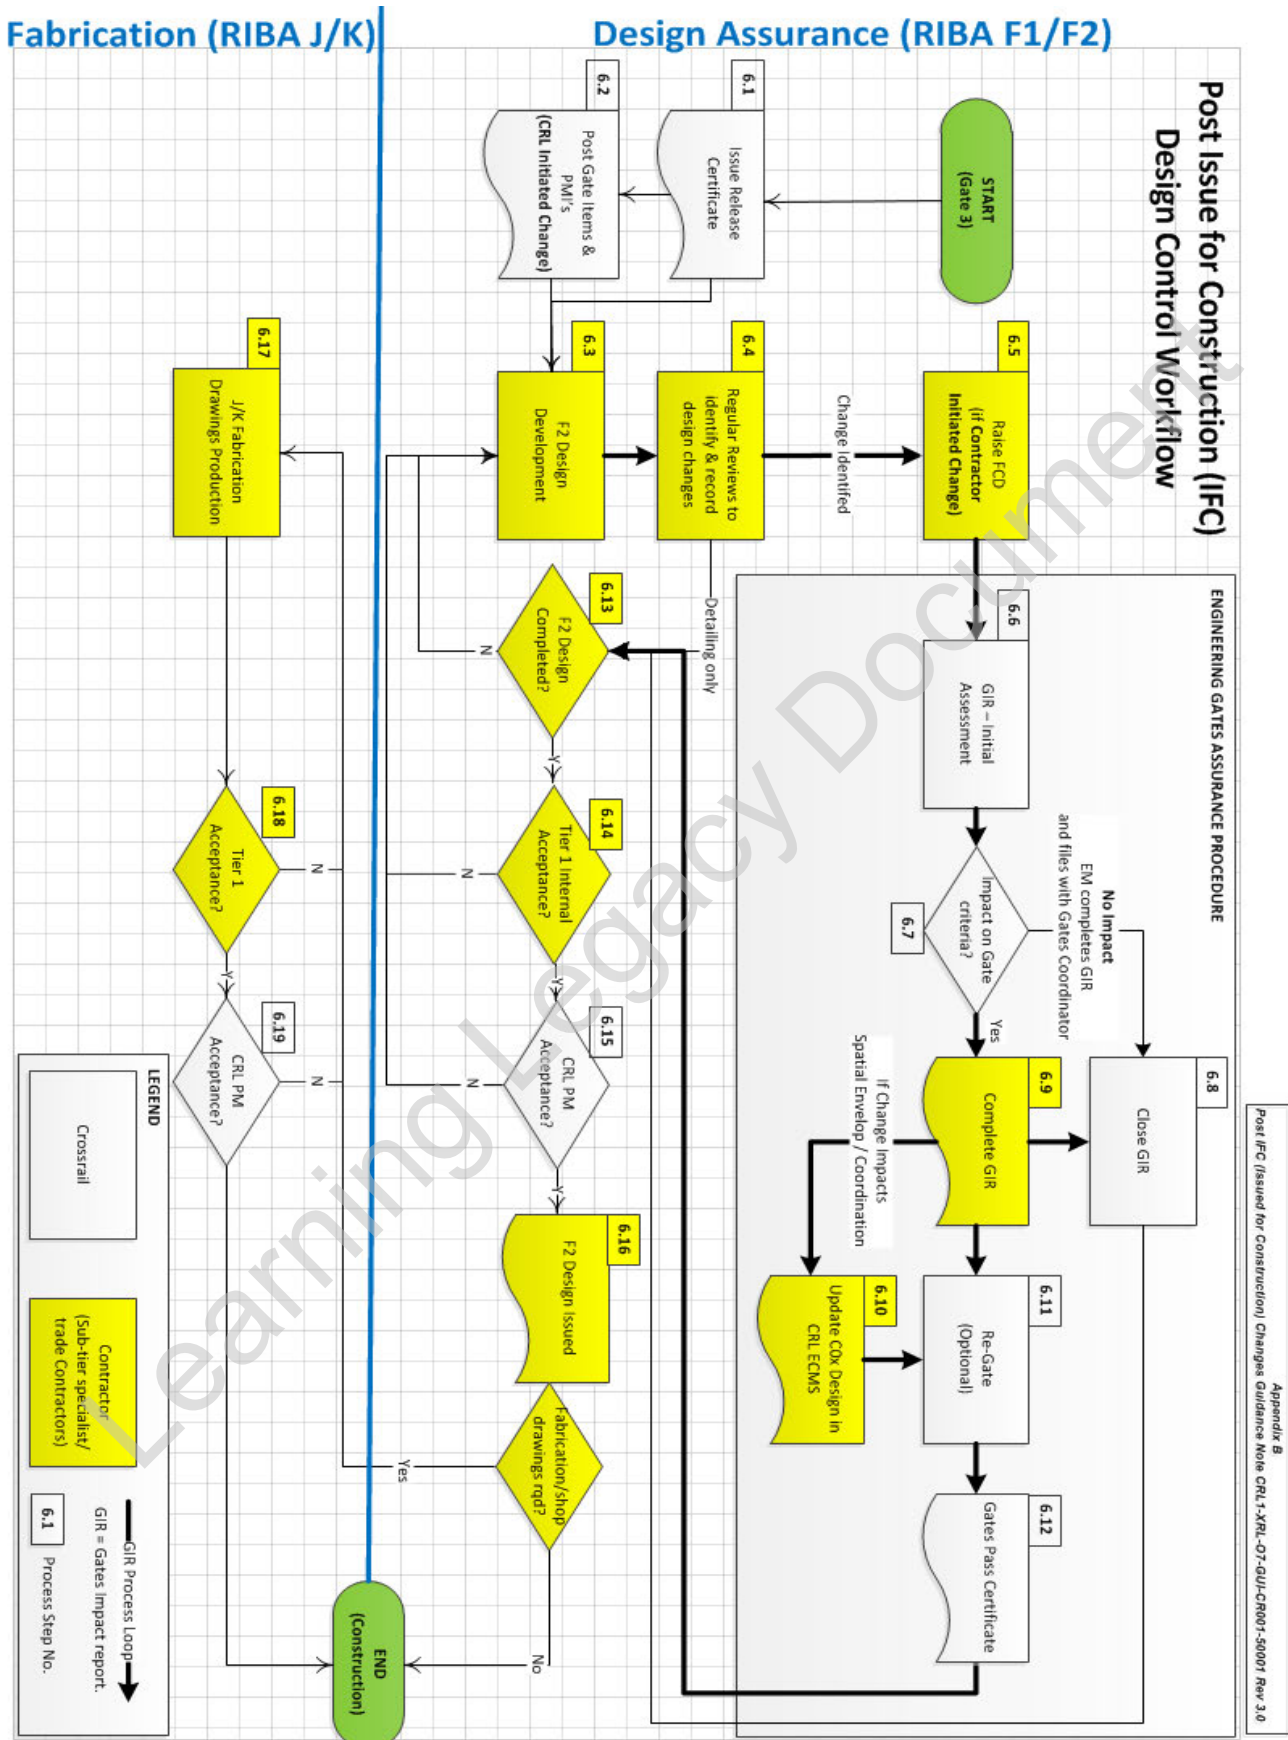 Fabrication (RIBA J/K)
Design Assurance (RIBA F1/F2)
Appendix B
Post IFC (Issued for Construction) Changes Guidance Note CRL1-XRL-O7-GUI-CR001-50001 Rev 3.0
Post Issue for Construction (IFC)
Design Control Workflow
START
(Gate 3)
6.1
Issue Release
Certificate
6.2
Post Gate Items &
PMI's
(CRL Initiated Change)
6.3
F2 Design
Development
6.4
Regular Reviews to
identify & record
design changes
Change Identifed
Detailing only
6.5
Raise FCD
(if Contractor
Initiated Change)
ENGINEERING GATES ASSURANCE PROCEDURE
6.6
GIR – Initial
Assessment
6.7
Impact on Gate
criteria?
No Impact
EM completes GIR
and files with Gates Coordinator
Yes
6.8
Close GIR
6.9
Complete GIR
If Change Impacts
Spatial Envelop / Coordination
6.10
Update C0x Design in
CRL ECMS
6.11
Re-Gate
(Optional)
6.12
Gates Pass Certificate
6.13
F2 Design
Completed?
N
Y
6.14
Tier 1 Internal
Acceptance?
N
Y
6.15
CRL PM
Acceptance?
N
Y
6.16
F2 Design Issued
Fabrication/shop
drawings rqd?
Yes
No
6.17
J/K Fabrication
Drawings Production
6.18
Tier 1
Acceptance?
N
Y
6.19
CRL PM
Acceptance?
N
END
(Construction)
LEGEND
Crossrail
Contractor
(Sub-tier specialist/
trade Contractors)
GIR Process Loop
GIR = Gates Impact report.
6.1
Process Step No.
Learning Legacy Document